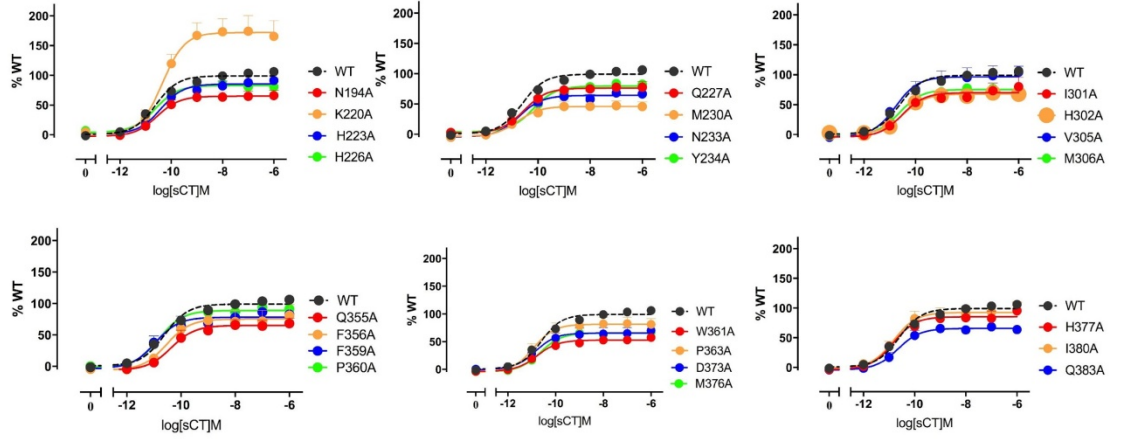 200
150
100
50
0
% WT
0
-12
-10
-8
-6
log[sCT]M
WT
N194A
K220A
H223A
H226A
200
150
100
50
0
% WT
0
-12
-10
-8
-6
log[sCT]M
WT
Q227A
M230A
N233A
Y234A
200
150
100
50
0
% WT
0
-12
-10
-8
-6
log[sCT]M
WT
I301A
H302A
V305A
M306A
200
150
100
50
0
% WT
0
-12
-10
-8
-6
log[sCT]M
WT
Q355A
F356A
F359A
P360A
200
150
100
50
0
% WT
0
-12
-10
-8
-6
log[sCT]M
WT
W361A
P363A
D373A
M376A
200
150
100
50
0
% WT
0
-12
-10
-8
-6
log[sCT]M
WT
H377A
I380A
Q383A